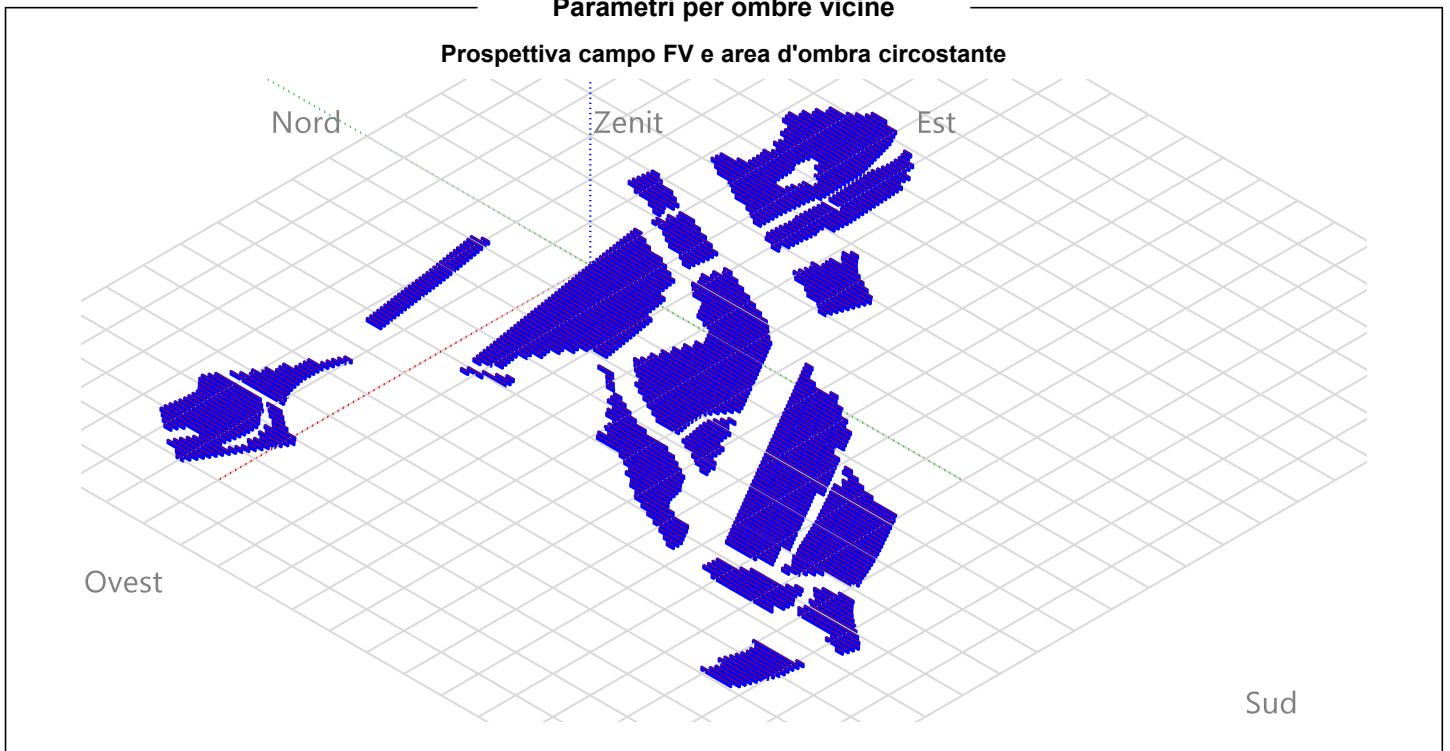 Parametri per ombre vicine
Prospettiva campo FV e area d'ombra circostante
Nord
Zenit
Est
Ovest
Sud